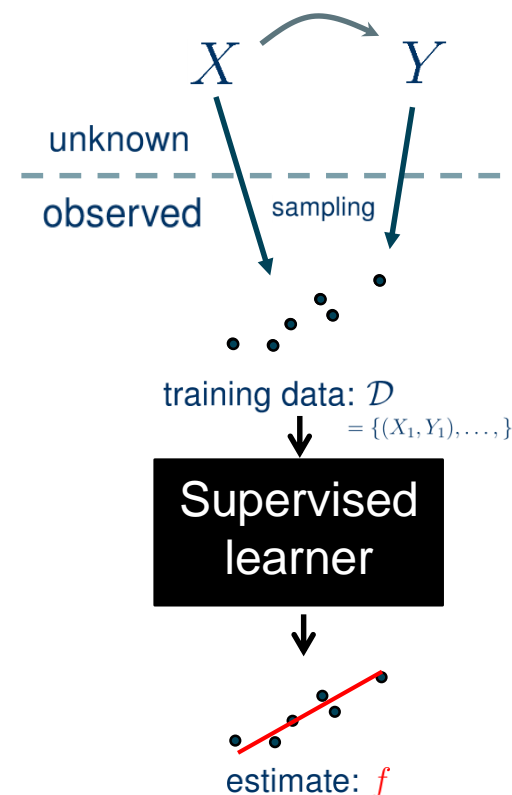 X Y
unknown
observed
sampling
training data: 𝒟
= {(X₁, Y₁), . . . , }
Supervised
learner
estimate: f